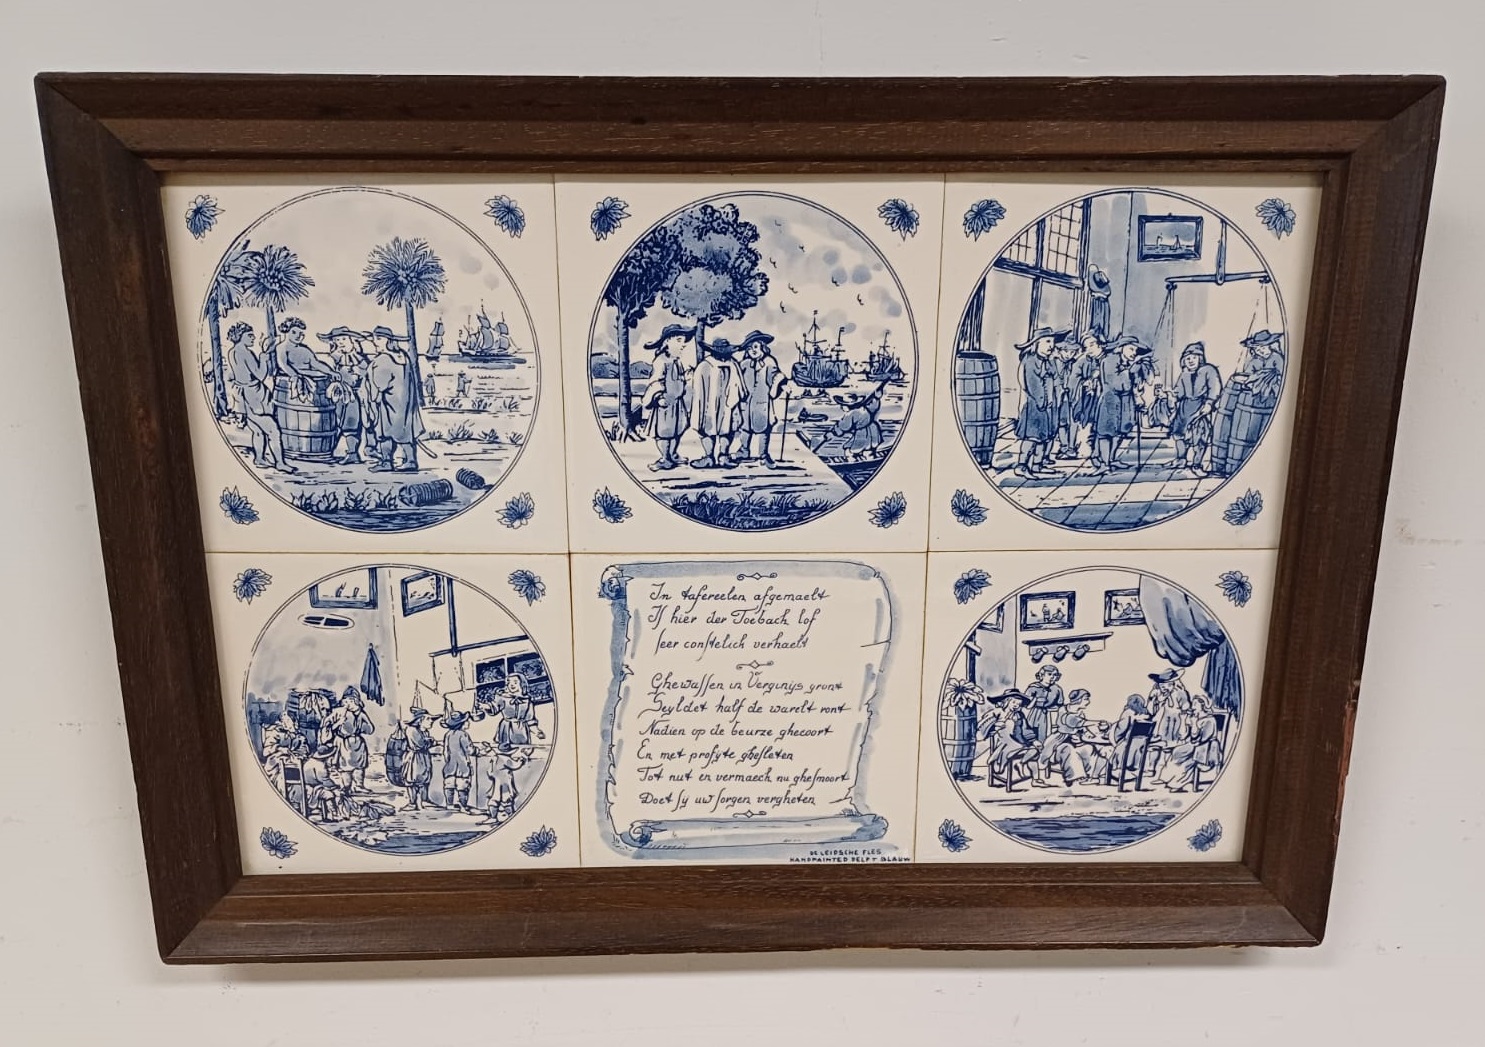 In tafereelen afgemaelt
Is hier der Toebach lof
seer constelick verhaelt
Ghewassen in Verginys gront
Seyldet half de warelt ront
Nadien op de beurze ghecoort
En met profyte ghesleten
Tot nut en vermaech nu ghesmoort
Doet sy uw sorgen vergheten
DE LEIDSCHE FLES
HANDPAINTED DELFT BLAUW